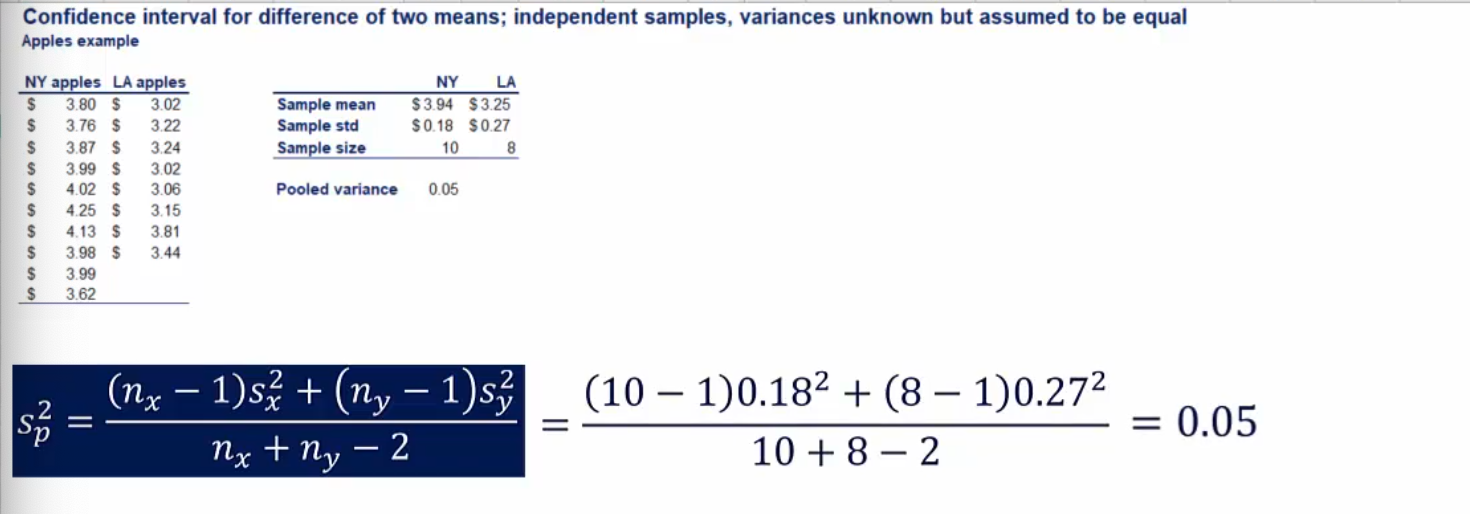 Confidence interval for difference of two means; independent samples, variances unknown but assumed to be equal
Apples example
NY apples LA apples
$ 3.80 $ 3.02
$ 3.76 $ 3.22
$ 3.87 $ 3.24
$ 3.99 $ 3.02
$ 4.02 $ 3.06
$ 4.25 $ 3.15
$ 4.13 $ 3.81
$ 3.98 $ 3.44
$ 3.99
$ 3.62
NY LA
Sample mean $3.94 $3.25
Sample std $0.18 $0.27
Sample size 10 8
Pooled variance 0.05
s_p^2 = ((n_x − 1)s_x^2 + (n_y − 1)s_y^2) / (n_x + n_y − 2) = ((10 − 1)0.18^2 + (8 − 1)0.27^2) / (10 + 8 − 2) = 0.05